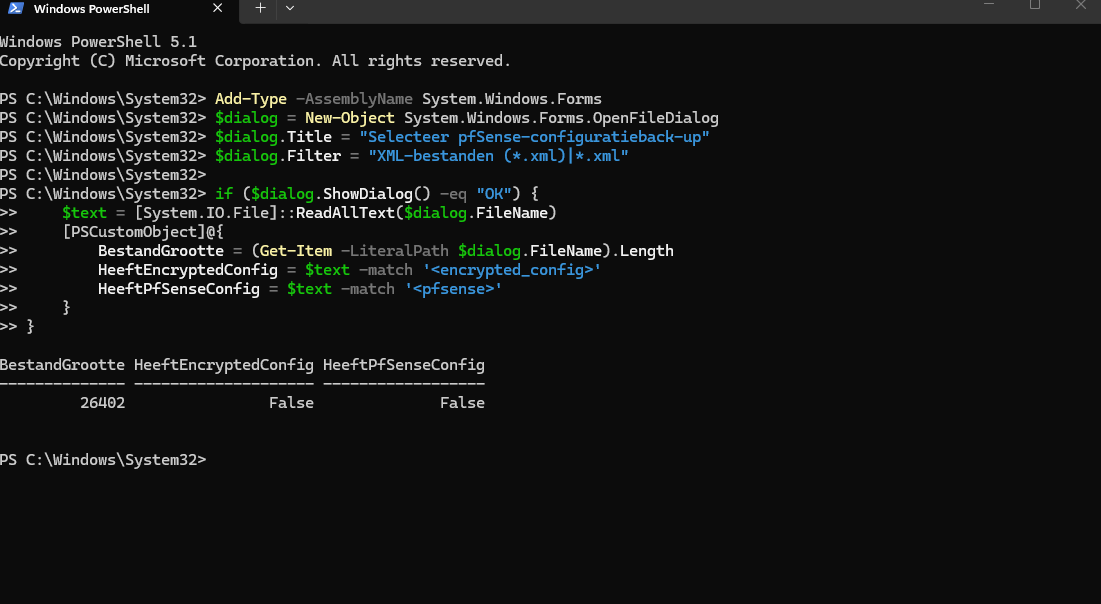 Windows PowerShell
Windows PowerShell 5.1
Copyright (C) Microsoft Corporation. All rights reserved.
PS C:\Windows\System32> Add-Type -AssemblyName System.Windows.Forms
PS C:\Windows\System32> $dialog = New-Object System.Windows.Forms.OpenFileDialog
PS C:\Windows\System32> $dialog.Title = "Selecteer pfSense-configuratieback-up"
PS C:\Windows\System32> $dialog.Filter = "XML-bestanden (*.xml)|*.xml"
PS C:\Windows\System32>
PS C:\Windows\System32> if ($dialog.ShowDialog() -eq "OK") {
>>     $text = [System.IO.File]::ReadAllText($dialog.FileName)
>>     [PSCustomObject]@{
>>         BestandGrootte = (Get-Item -LiteralPath $dialog.FileName).Length
>>         HeeftEncryptedConfig = $text -match '<encrypted_config>'
>>         HeeftPfSenseConfig = $text -match '<pfsense>'
>>     }
>> }
BestandGrootte HeeftEncryptedConfig HeeftPfSenseConfig
-------------- -------------------- ------------------
         26402                False              False
PS C:\Windows\System32>